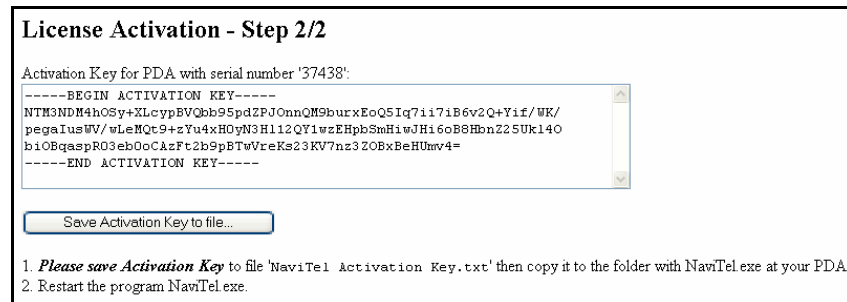 License Activation - Step 2/2
Activation Key for PDA with serial number '37438':
-----BEGIN ACTIVATION KEY-----
NTM3NDM4hOSy+XLcypBVQbb95pdZPJOnnQM9burxEoQ5Iq7ii7iB6v2Q+Yif/WK/
pegaIusWV/wLeMQt9+zYu4xHOyN3Hl12QY1wzEHpbSmHiwJHi6oB8HbnZ25Uk14O
biOBqaspRO3ebOoCAzFt2b9pBTwVreKs23KV7nz3ZOBxBeHUmv4=
-----END ACTIVATION KEY-----
Save Activation Key to file...
1. Please save Activation Key to file 'NaviTel Activation Key.txt' then copy it to the folder with NaviTel.exe at your PDA
2. Restart the program NaviTel.exe.